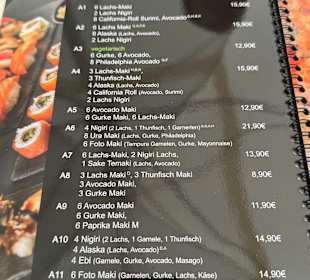 A1 6 Lachs-Maki 15,90€
6 Avocado Maki
8 California-Roll Surimi, Avocado
A2 6 Lachs-Maki 15,90€
8 Alaska (Lachs, Avocado)
2 Lachs Nigiri
A3 vegetarisch 12,90€
6 Gurke, 6 Avocado,
8 Philadelphia Avocado
A4 3 Lachs-Maki 15,90€
3 Thunfisch-Maki
4 Alaska (Lachs, Avocado)
4 California Roll (Avocado, Surimi)
2 Lachs Nigiri
A5 6 Avocado Maki 12,90€
6 Gurke Maki, 6 Lachs-Maki
A6 4 Nigiri (2 Lachs, 1 Thunfisch, 1 Garnelen) 21,90€
8 Ura Maki (Lachs, Gurke, Philadelphia)
6 Foto Maki (Tempura Garnelen, Gurke, Mayonnaise)
A7 6 Lachs-Maki, 2 Nigiri Lachs, 13,90€
1 Sake Temaki (Lachs, Avocado)
A8 3 Lachs-Maki, 3 Thunfisch Maki 8,90€
3 Avocado Maki
3 Gurke Maki
A9 6 Avocado Maki 11,90€
6 Gurke Maki,
6 Paprika Maki M
A10 4 Nigiri (2 Lachs, 1 Garnele, 1 Thunfisch) 14,90€
4 Alaska (Lachs, Avocado)
4 Ebi (Garnele, Gurke, Avocado, Masago)
A11 6 Foto Maki (Garnelen, Gurke, Lachs, Käse) 14,90€